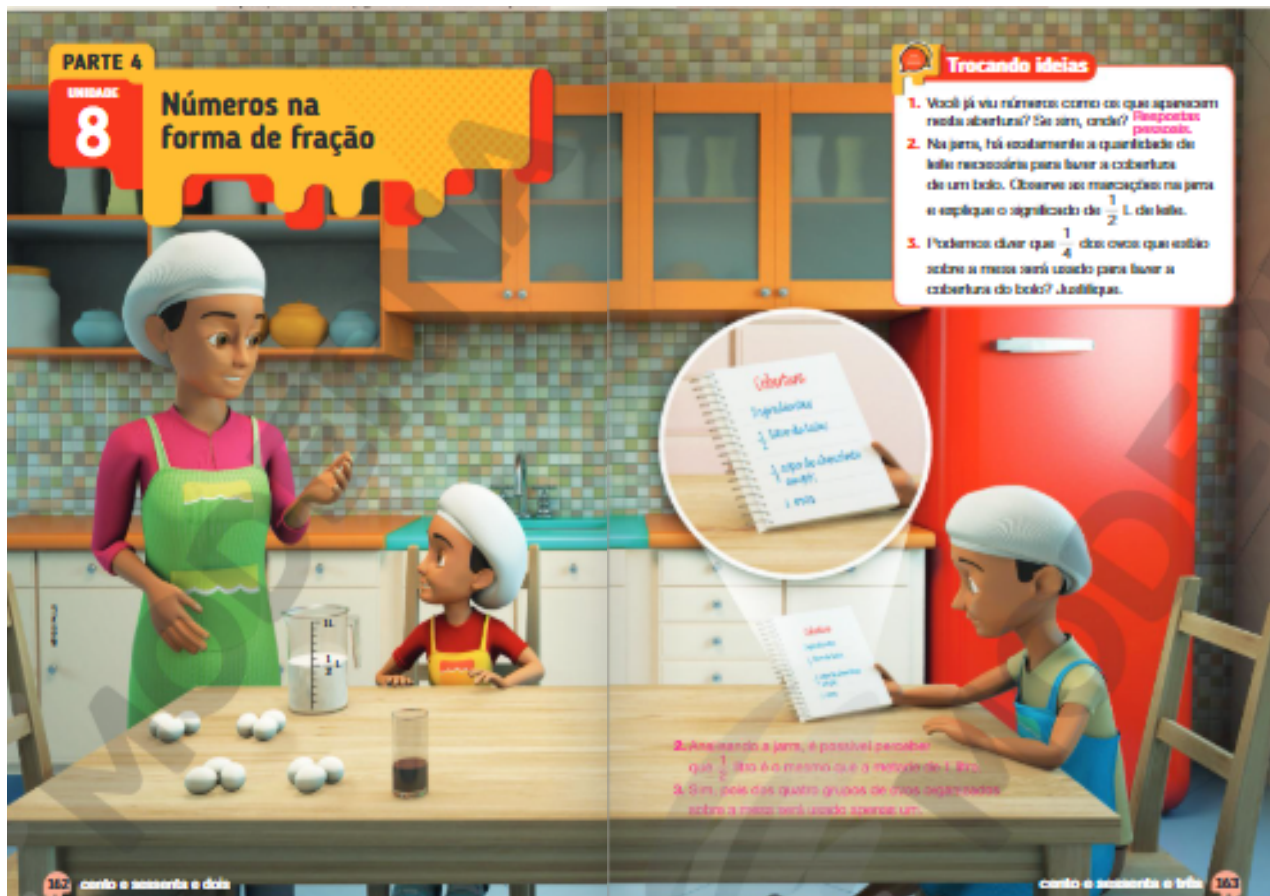 PARTE 4
UNIDADE
8
Números na
forma de fração
Trocando ideias
1. Você já viu números como os que aparecem
nesta abertura? Se sim, onde? Respostas
pessoais.
2. Na jarra, há exatamente a quantidade de
leite necessária para fazer a cobertura
de um bolo. Observe as marcações na jarra
e explique o significado de 1/2 L de leite.
3. Podemos dizer que 1/4 dos ovos que estão
sobre a mesa será usado para fazer a
cobertura do bolo? Justifique.
Cobertura
Ingredientes
litro de leite
1L
1/2 L
Cobertura
2. Analisando a jarra, é possível perceber
que 1/2 litro é o mesmo que a metade de 1 litro.
3. Sim, pois dos quatro grupos de ovos organizados
sobre a mesa será usado apenas um.
162 cento e sessenta e dois
cento e sessenta e três 163
MODERNA